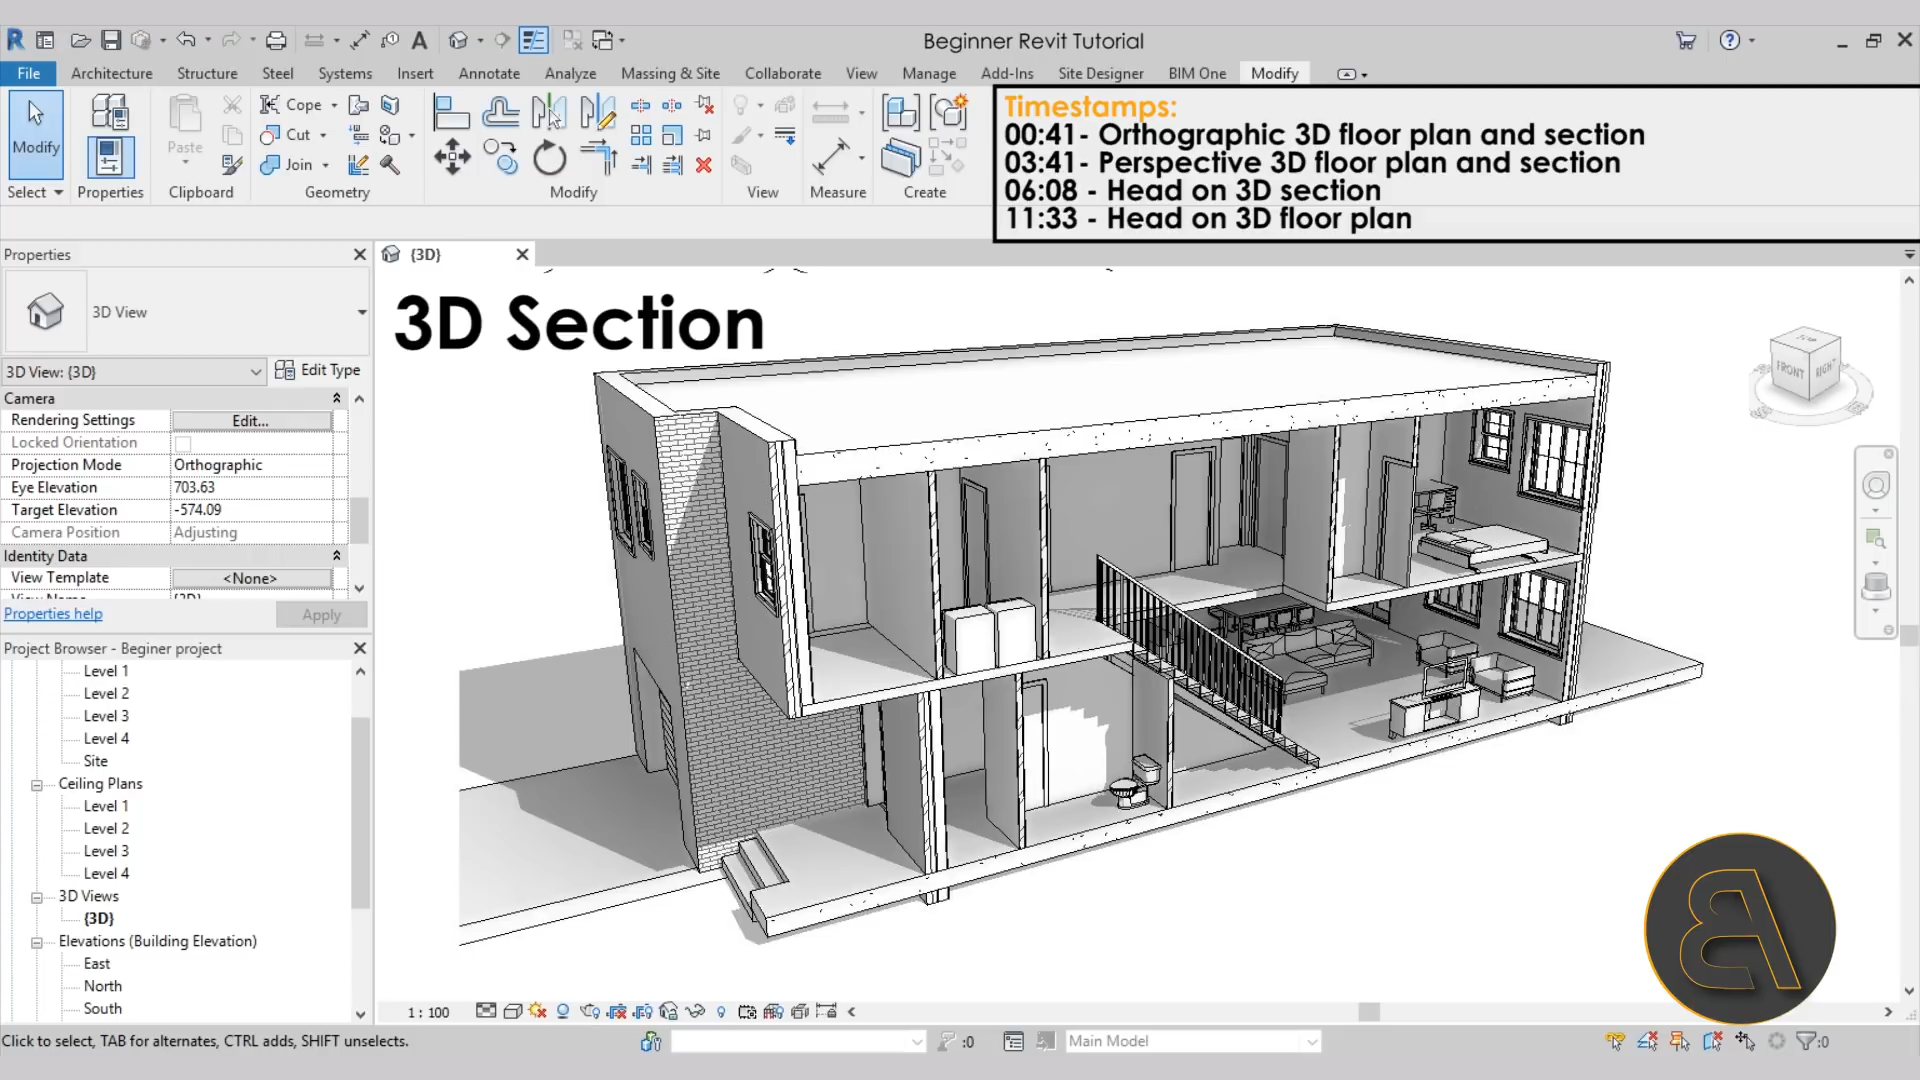 Beginner Revit Tutorial
File Architecture Structure Steel Systems Insert Annotate Analyze Massing & Site Collaborate View Manage Add-Ins Site Designer BIM One Modify
Modify
Paste
Cope
Cut
Join
Select Properties Clipboard Geometry Modify View Measure Create
Timestamps:
00:41- Orthographic 3D floor plan and section
03:41- Perspective 3D floor plan and section
06:08 - Head on 3D section
11:33 - Head on 3D floor plan
Properties
{3D}
3D View
3D View: {3D}
Edit Type
Camera
Rendering Settings Edit...
Locked Orientation
Projection Mode Orthographic
Eye Elevation 703.63
Target Elevation -574.09
Camera Position Adjusting
Identity Data
View Template <None>
Properties help
Apply
3D Section
TOP
FRONT
RIGHT
Project Browser - Beginer project
Level 1
Level 2
Level 3
Level 4
Site
Ceiling Plans
Level 1
Level 2
Level 3
Level 4
3D Views
{3D}
Elevations (Building Elevation)
East
North
South
1 : 100
Click to select, TAB for alternates, CTRL adds, SHIFT unselects.
:0
Main Model
:0